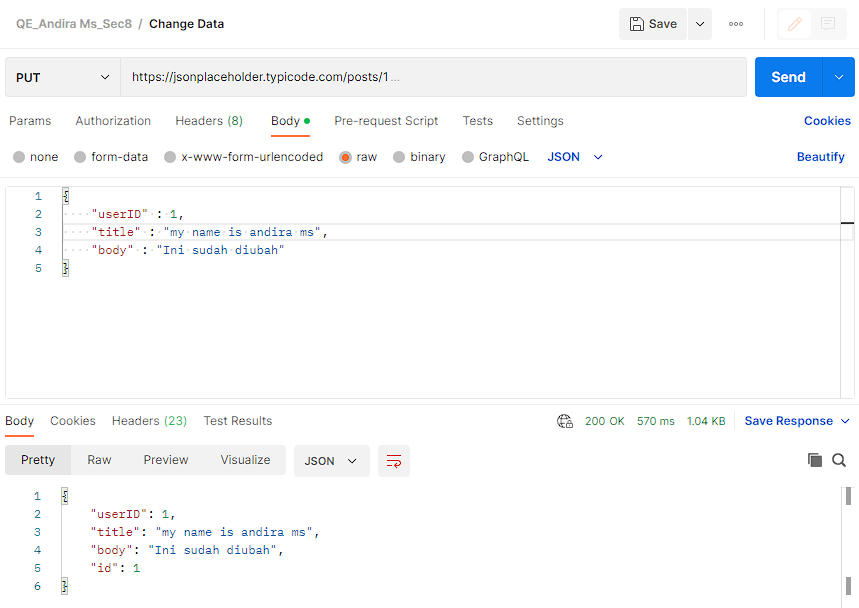 QE_Andira Ms_Sec8 / Change Data Save ooo
PUT https://jsonplaceholder.typicode.com/posts/1... Send
Params Authorization Headers (8) Body Pre-request Script Tests Settings Cookies
none form-data x-www-form-urlencoded raw binary GraphQL JSON Beautify
1 {
2 ····"userID"·:·1,
3 ····"title"·:·"my·name·is·andira·ms",
4 ····"body"·:·"Ini·sudah·diubah"
5 }
Body Cookies Headers (23) Test Results 200 OK 570 ms 1.04 KB Save Response
Pretty Raw Preview Visualize JSON
1 {
2 "userID": 1,
3 "title": "my name is andira ms",
4 "body": "Ini sudah diubah",
5 "id": 1
6 }